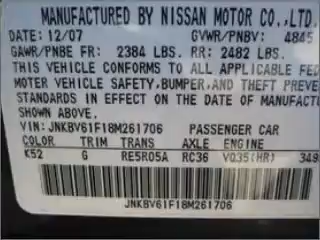 MANUFACTURED BY NISSAN MOTOR CO.,LTD.
DATE: 12/07 GVWR/PNBV: 4845
GAWR/PNBE FR: 2384 LBS. RR: 2482 LBS.
THIS VEHICLE CONFORMS TO ALL APPLICABLE FED
MOTER VEHICLE SAFETY,BUMPER,AND THEFT PREVE
STANDARDS IN EFFECT ON THE DATE OF MANUFACTU
SHOWN ABOVE.
VIN: JNKBV61F18M261706 PASSENGER CAR
COLOR TRIM TRANS AXLE ENGINE
K52 G RE5R05A RC36 VQ35(HR) 349
JNKBV61F18M261706